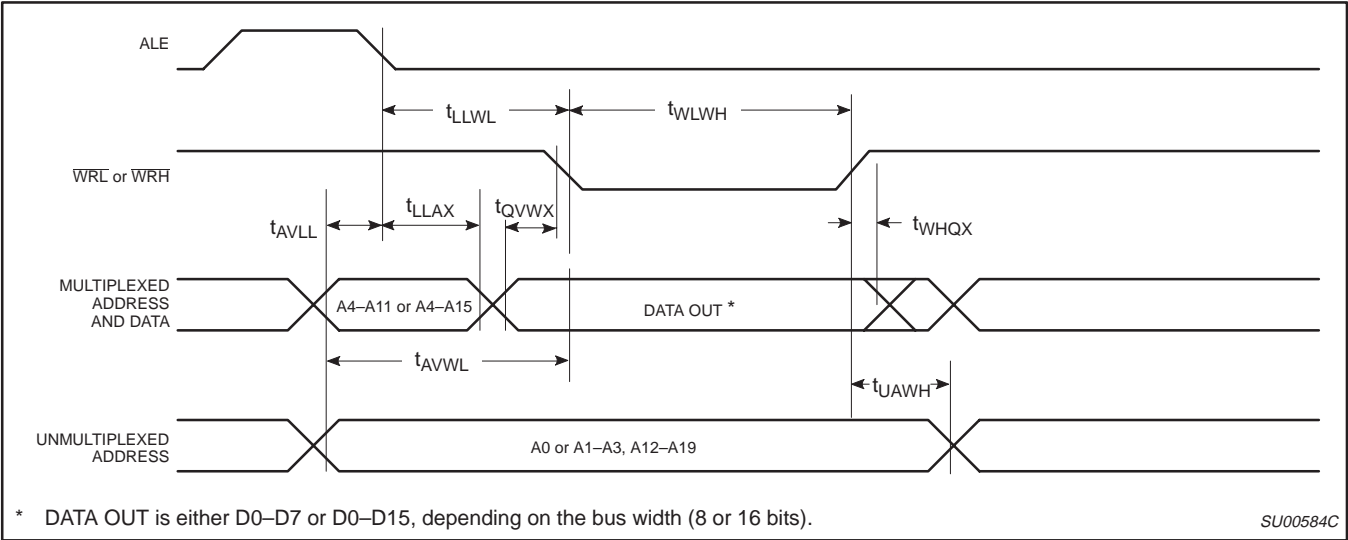 ALE
tLLWL
tWLWH
WRL or WRH
tAVLL
tLLAX
tQVWX
tWHQX
MULTIPLEXED
ADDRESS
AND DATA
A4–A11 or A4–A15
DATA OUT *
tAVWL
tUAWH
UNMULTIPLEXED
ADDRESS
A0 or A1–A3, A12–A19
* DATA OUT is either D0–D7 or D0–D15, depending on the bus width (8 or 16 bits).
SU00584C